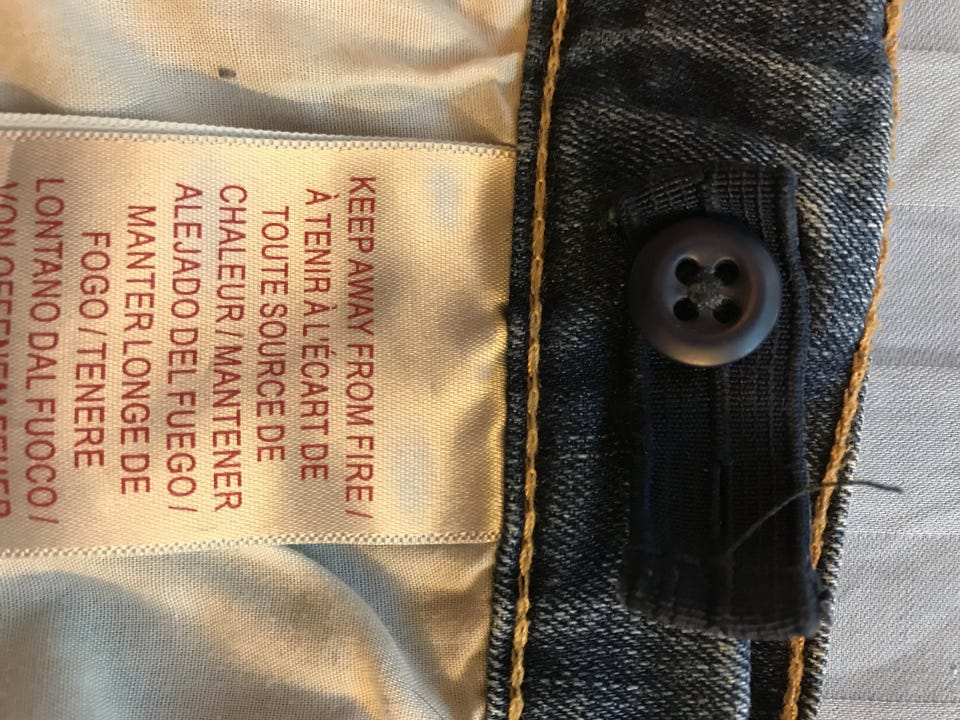 KEEP AWAY FROM FIRE /
À TENIR À L'ÉCART DE
TOUTE SOURCE DE
CHALEUR / MANTENER
ALEJADO DEL FUEGO /
MANTER LONGE DE
FOGO / TENERE
LONTANO DAL FUOCO /